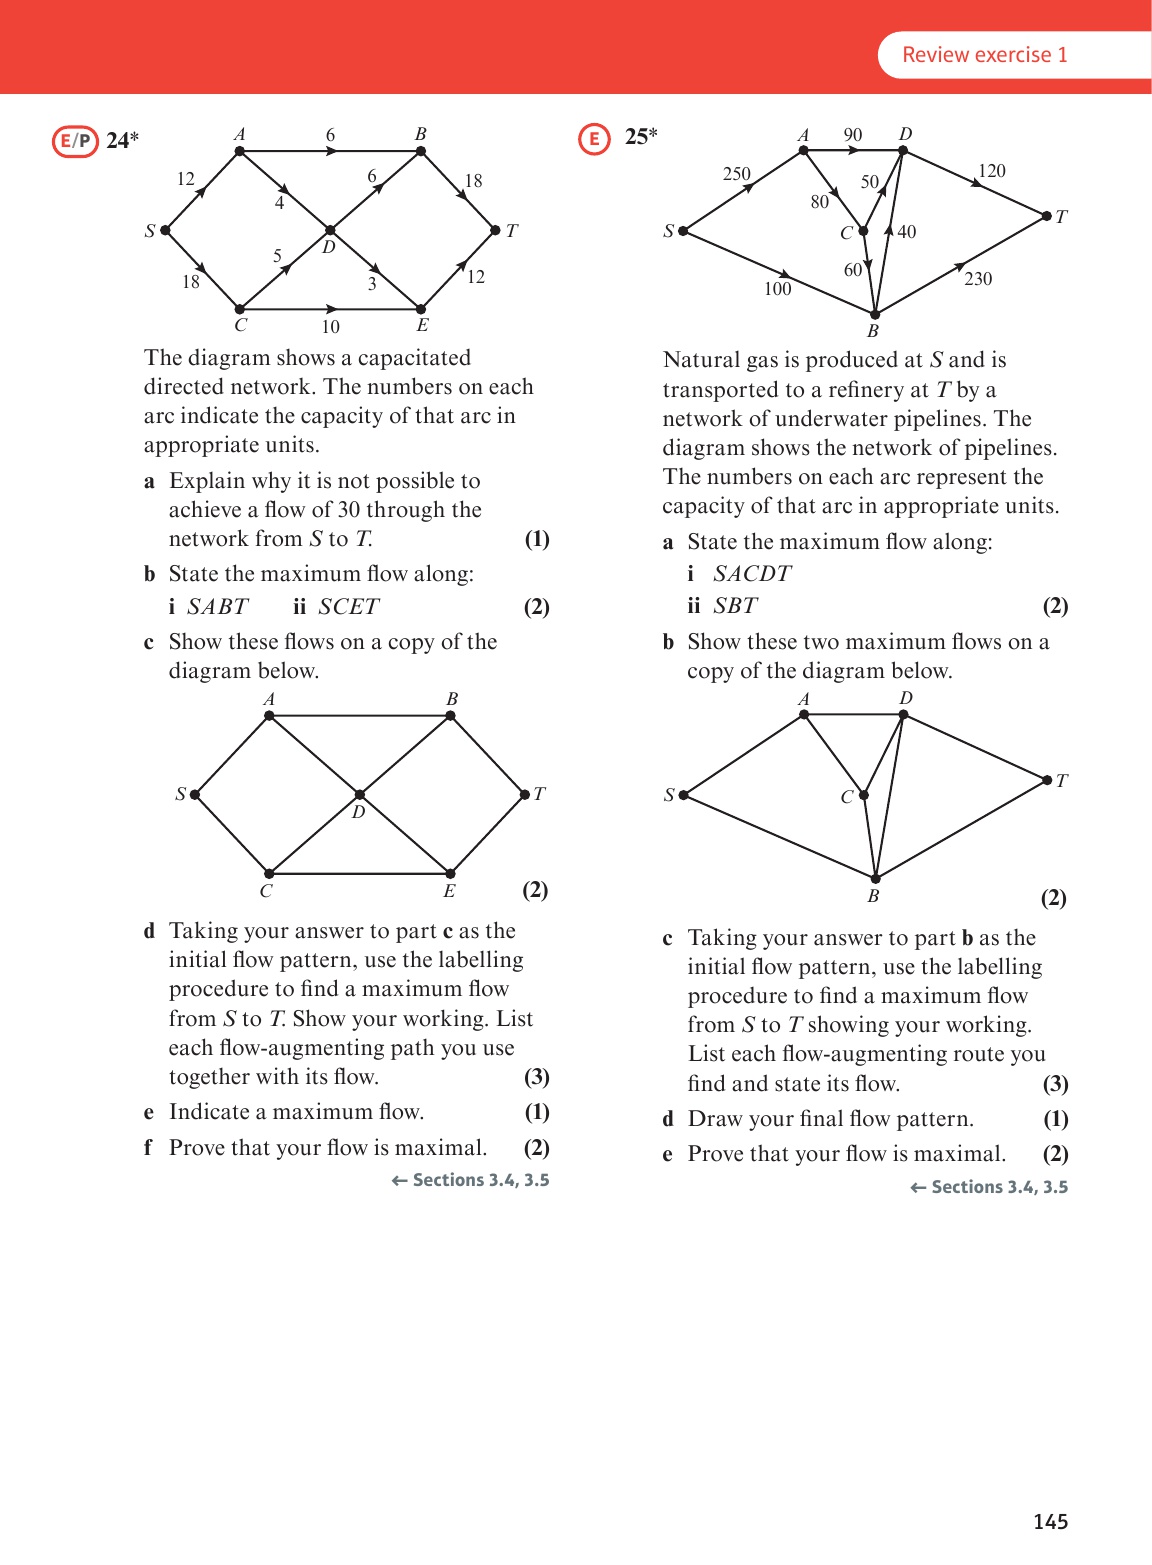 Review exercise 1
E/P 24*
A 6 B
12 6 18
4
S T
5 D
18 3 12
C 10 E
The diagram shows a capacitated
directed network. The numbers on each
arc indicate the capacity of that arc in
appropriate units.
a Explain why it is not possible to
achieve a flow of 30 through the
network from S to T. (1)
b State the maximum flow along:
i SABT ii SCET (2)
c Show these flows on a copy of the
diagram below.
A B
S T
D
C E (2)
d Taking your answer to part c as the
initial flow pattern, use the labelling
procedure to find a maximum flow
from S to T. Show your working. List
each flow-augmenting path you use
together with its flow. (3)
e Indicate a maximum flow. (1)
f Prove that your flow is maximal. (2)
← Sections 3.4, 3.5
E 25*
A 90 D
250 50 120
80
S C 40 T
60
100 230
B
Natural gas is produced at S and is
transported to a refinery at T by a
network of underwater pipelines. The
diagram shows the network of pipelines.
The numbers on each arc represent the
capacity of that arc in appropriate units.
a State the maximum flow along:
i SACDT
ii SBT (2)
b Show these two maximum flows on a
copy of the diagram below.
A D
S C T
B (2)
c Taking your answer to part b as the
initial flow pattern, use the labelling
procedure to find a maximum flow
from S to T showing your working.
List each flow-augmenting route you
find and state its flow. (3)
d Draw your final flow pattern. (1)
e Prove that your flow is maximal. (2)
← Sections 3.4, 3.5
145